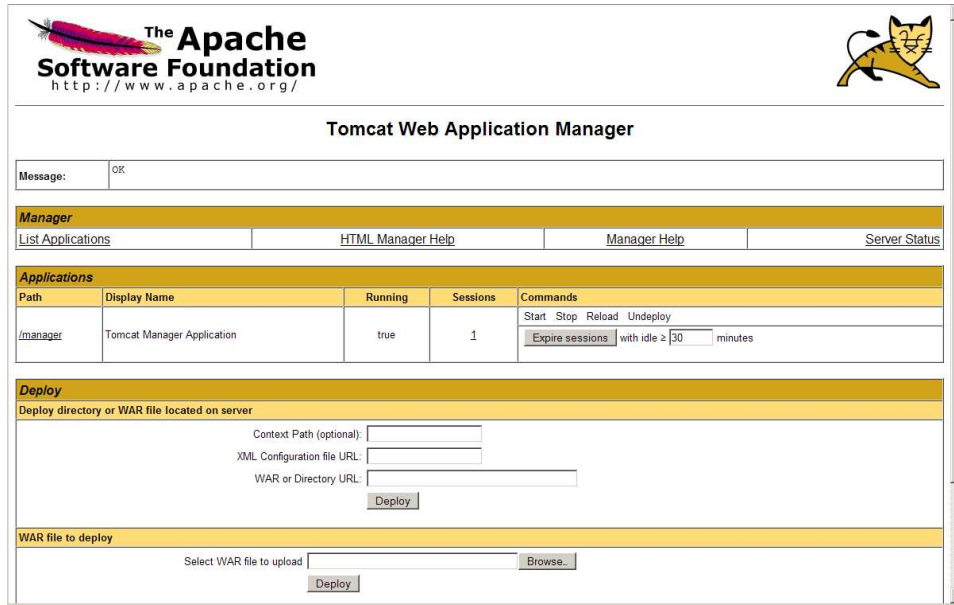 The Apache
Software Foundation
http://www.apache.org/
Tomcat Web Application Manager
Message: OK
Manager
List Applications HTML Manager Help Manager Help Server Status
Applications
Path Display Name Running Sessions Commands
Start Stop Reload Undeploy
/manager Tomcat Manager Application true 1
Expire sessions with idle ≥ 30 minutes
Deploy
Deploy directory or WAR file located on server
Context Path (optional):
XML Configuration file URL:
WAR or Directory URL:
Deploy
WAR file to deploy
Select WAR file to upload Browse..
Deploy